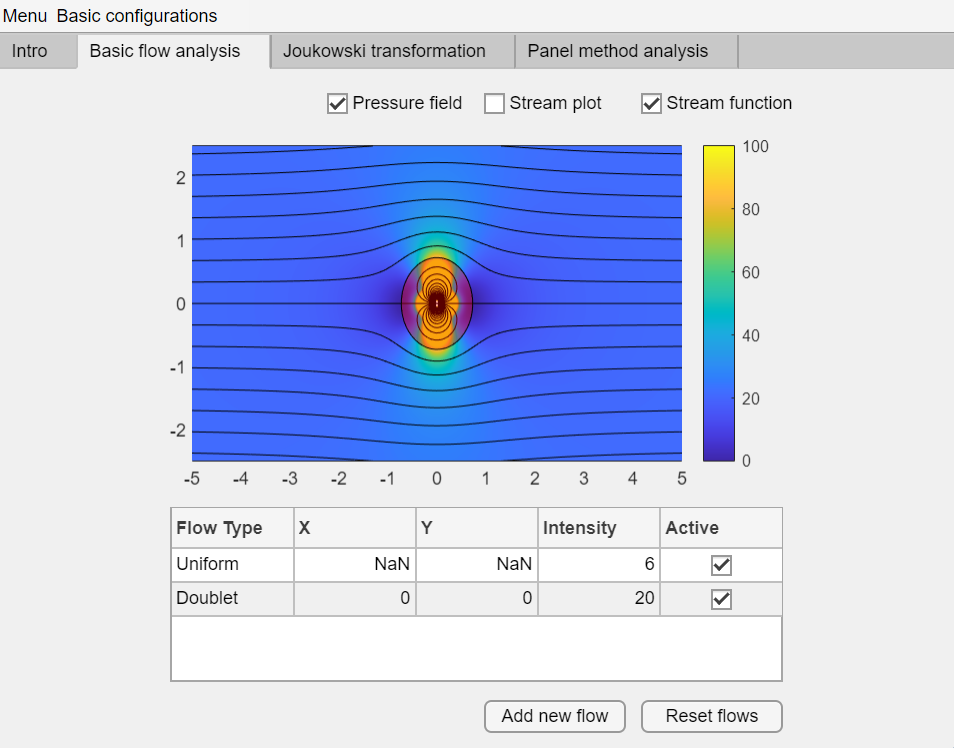 Menu Basic configurations
Intro Basic flow analysis Joukowski transformation Panel method analysis
Pressure field Stream plot Stream function
100
2
80
1
60
0
40
-1
20
-2
0
-5 -4 -3 -2 -1 0 1 2 3 4 5
Flow Type X Y Intensity Active
Uniform NaN NaN 6
Doublet 0 0 20
Add new flow Reset flows